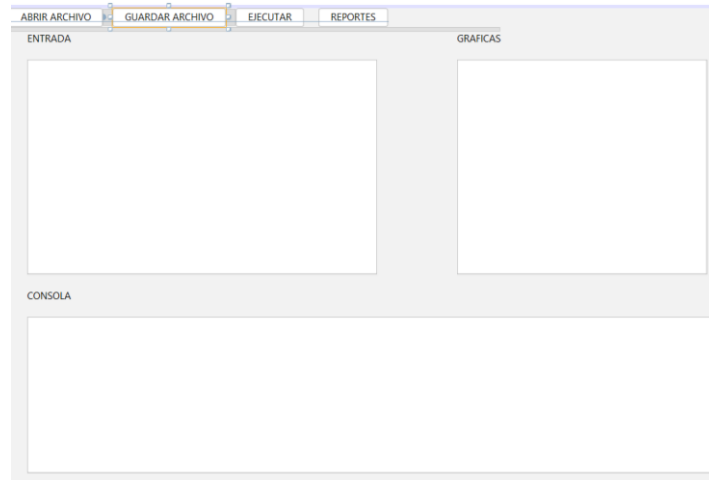 ABRIR ARCHIVO GUARDAR ARCHIVO EJECUTAR REPORTES
ENTRADA GRAFICAS
CONSOLA